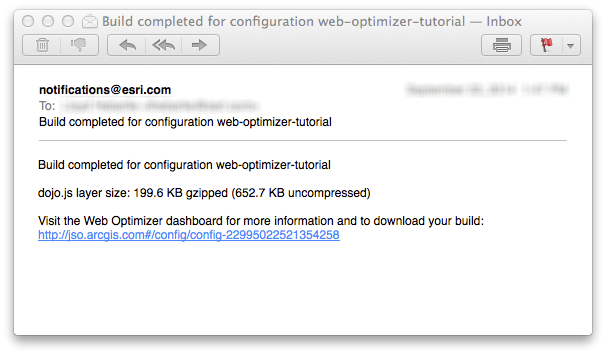 Build completed for configuration web-optimizer-tutorial — Inbox
notifications@esri.com
To:
Build completed for configuration web-optimizer-tutorial
Build completed for configuration web-optimizer-tutorial
dojo.js layer size: 199.6 KB gzipped (652.7 KB uncompressed)
Visit the Web Optimizer dashboard for more information and to download your build:
http://jso.arcgis.com#/config/config-22995022521354258